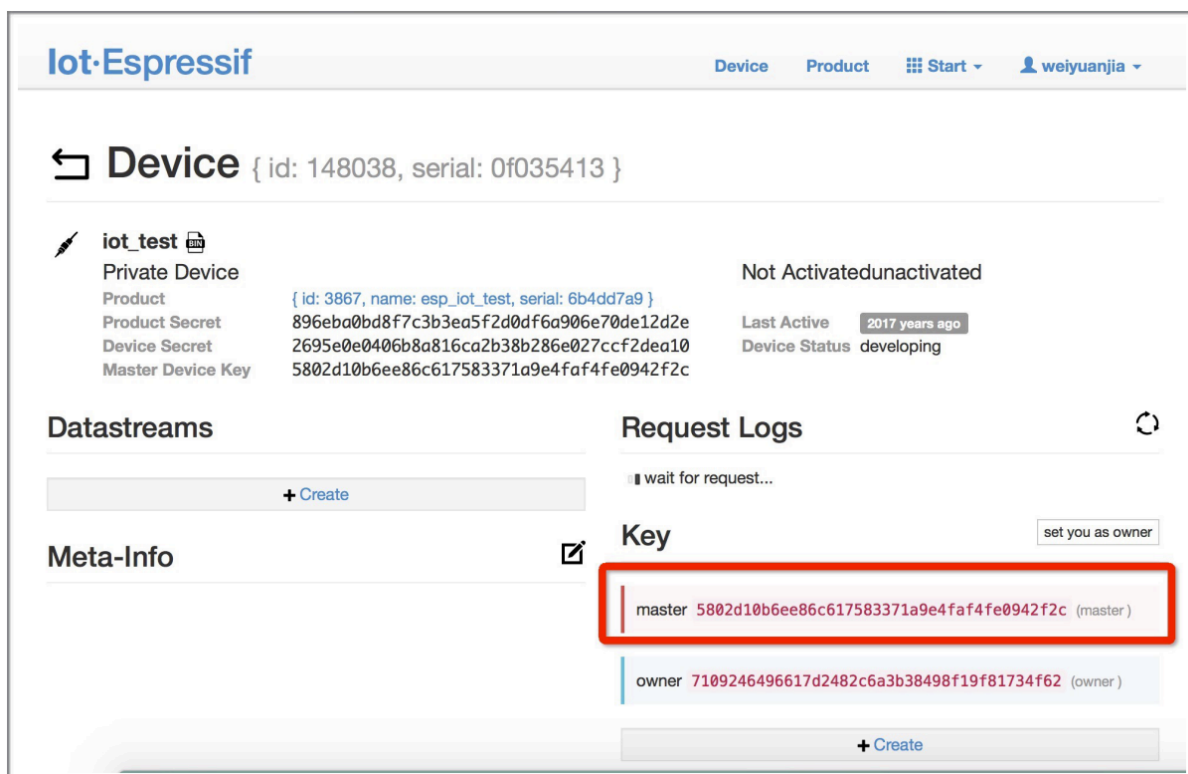 Iot·Espressif
Device Product Start weiyuanjia
Device { id: 148038, serial: 0f035413 }
iot_test BIN
Private Device
Product { id: 3867, name: esp_iot_test, serial: 6b4dd7a9 }
Product Secret 896eba0bd8f7c3b3ea5f2d0df6a906e70de12d2e
Device Secret 2695e0e0406b8a816ca2b38b286e027ccf2dea10
Master Device Key 5802d10b6ee86c617583371a9e4faf4fe0942f2c
Not Activatedunactivated
Last Active 2017 years ago
Device Status developing
Datastreams
+ Create
Meta-Info
Request Logs
wait for request...
Key
set you as owner
master 5802d10b6ee86c617583371a9e4faf4fe0942f2c (master )
owner 7109246496617d2482c6a3b38498f19f81734f62 (owner )
+ Create